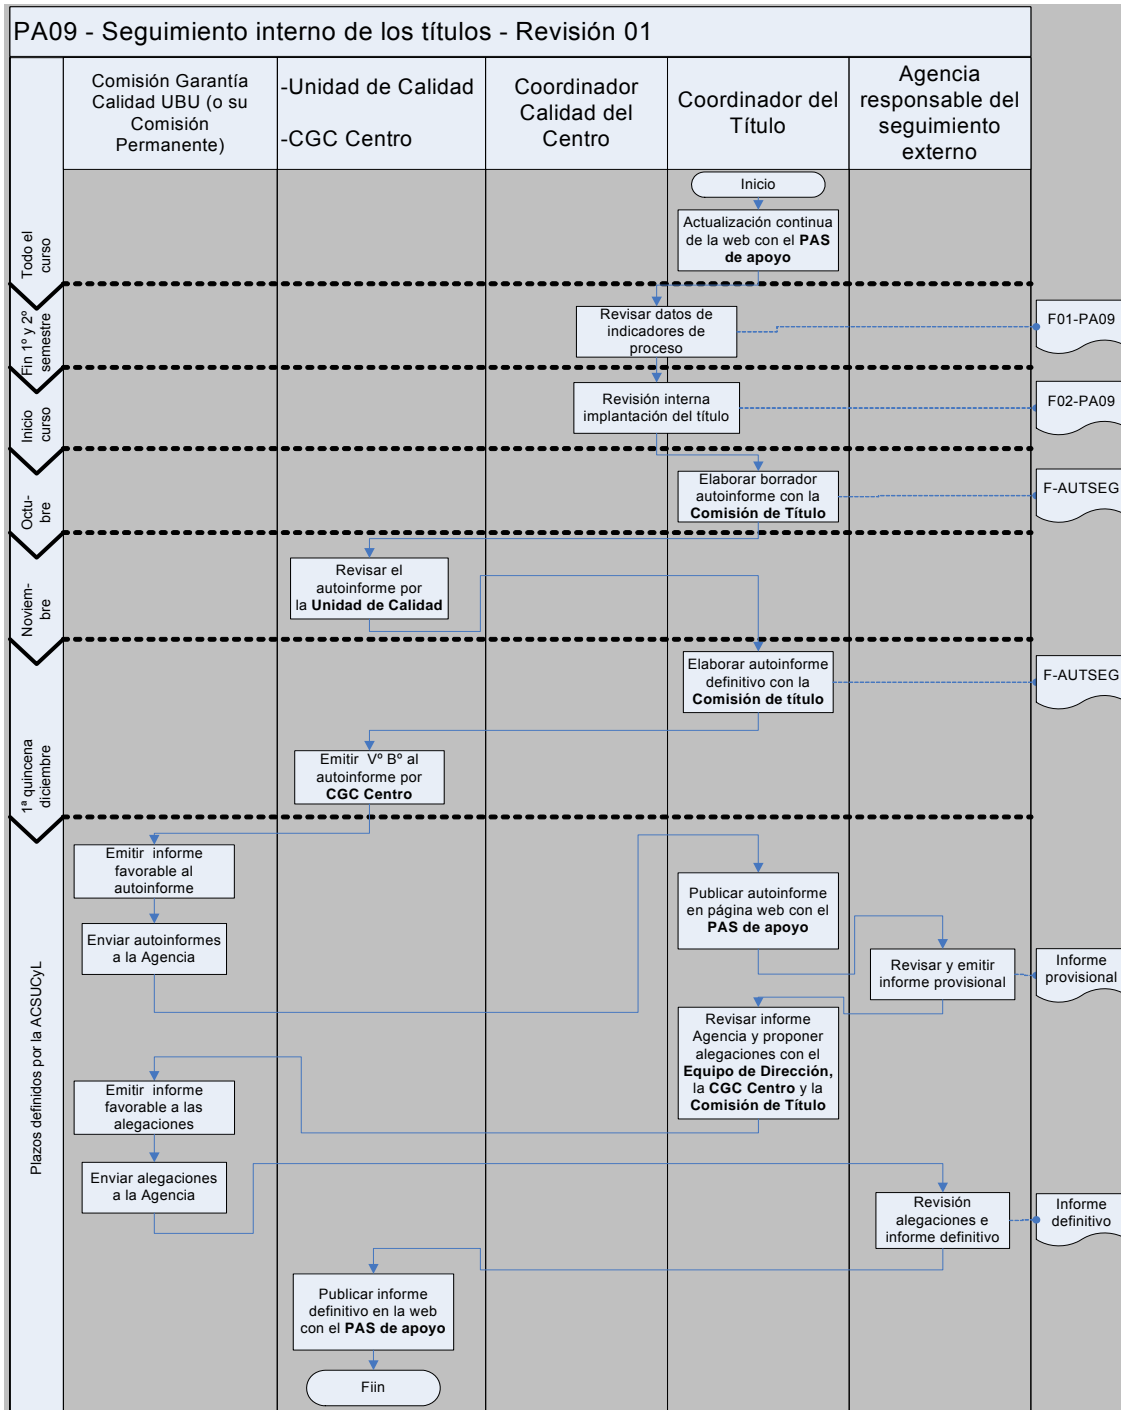 PA09 - Seguimiento interno de los títulos - Revisión 01
Comisión Garantía
Calidad UBU (o su
Comisión
Permanente)
-Unidad de Calidad
-CGC Centro
Coordinador
Calidad del
Centro
Coordinador del
Título
Agencia
responsable del
seguimiento
externo
Todo el
curso
Inicio
Actualización continua
de la web con el PAS
de apoyo
Fin 1º y 2º
semestre
Revisar datos de
indicadores de
proceso
F01-PA09
Inicio
curso
Revisión interna
implantación del título
F02-PA09
Octu-
bre
Elaborar borrador
autoinforme con la
Comisión de Título
F-AUTSEG
Noviem-
bre
Revisar el
autoinforme por
la Unidad de Calidad
1ª quincena
diciembre
Elaborar autoinforme
definitivo con la
Comisión de título
F-AUTSEG
Emitir Vº Bº al
autoinforme por
CGC Centro
Plazos definidos por la ACSUCyL
Emitir informe
favorable al
autoinforme
Enviar autoinformes
a la Agencia
Publicar autoinforme
en página web con el
PAS de apoyo
Revisar y emitir
informe provisional
Informe
provisional
Revisar informe
Agencia y proponer
alegaciones con el
Equipo de Dirección,
la CGC Centro y la
Comisión de Título
Emitir informe
favorable a las
alegaciones
Enviar alegaciones
a la Agencia
Revisión
alegaciones e
informe definitivo
Informe
definitivo
Publicar informe
definitivo en la web
con el PAS de apoyo
Fiin